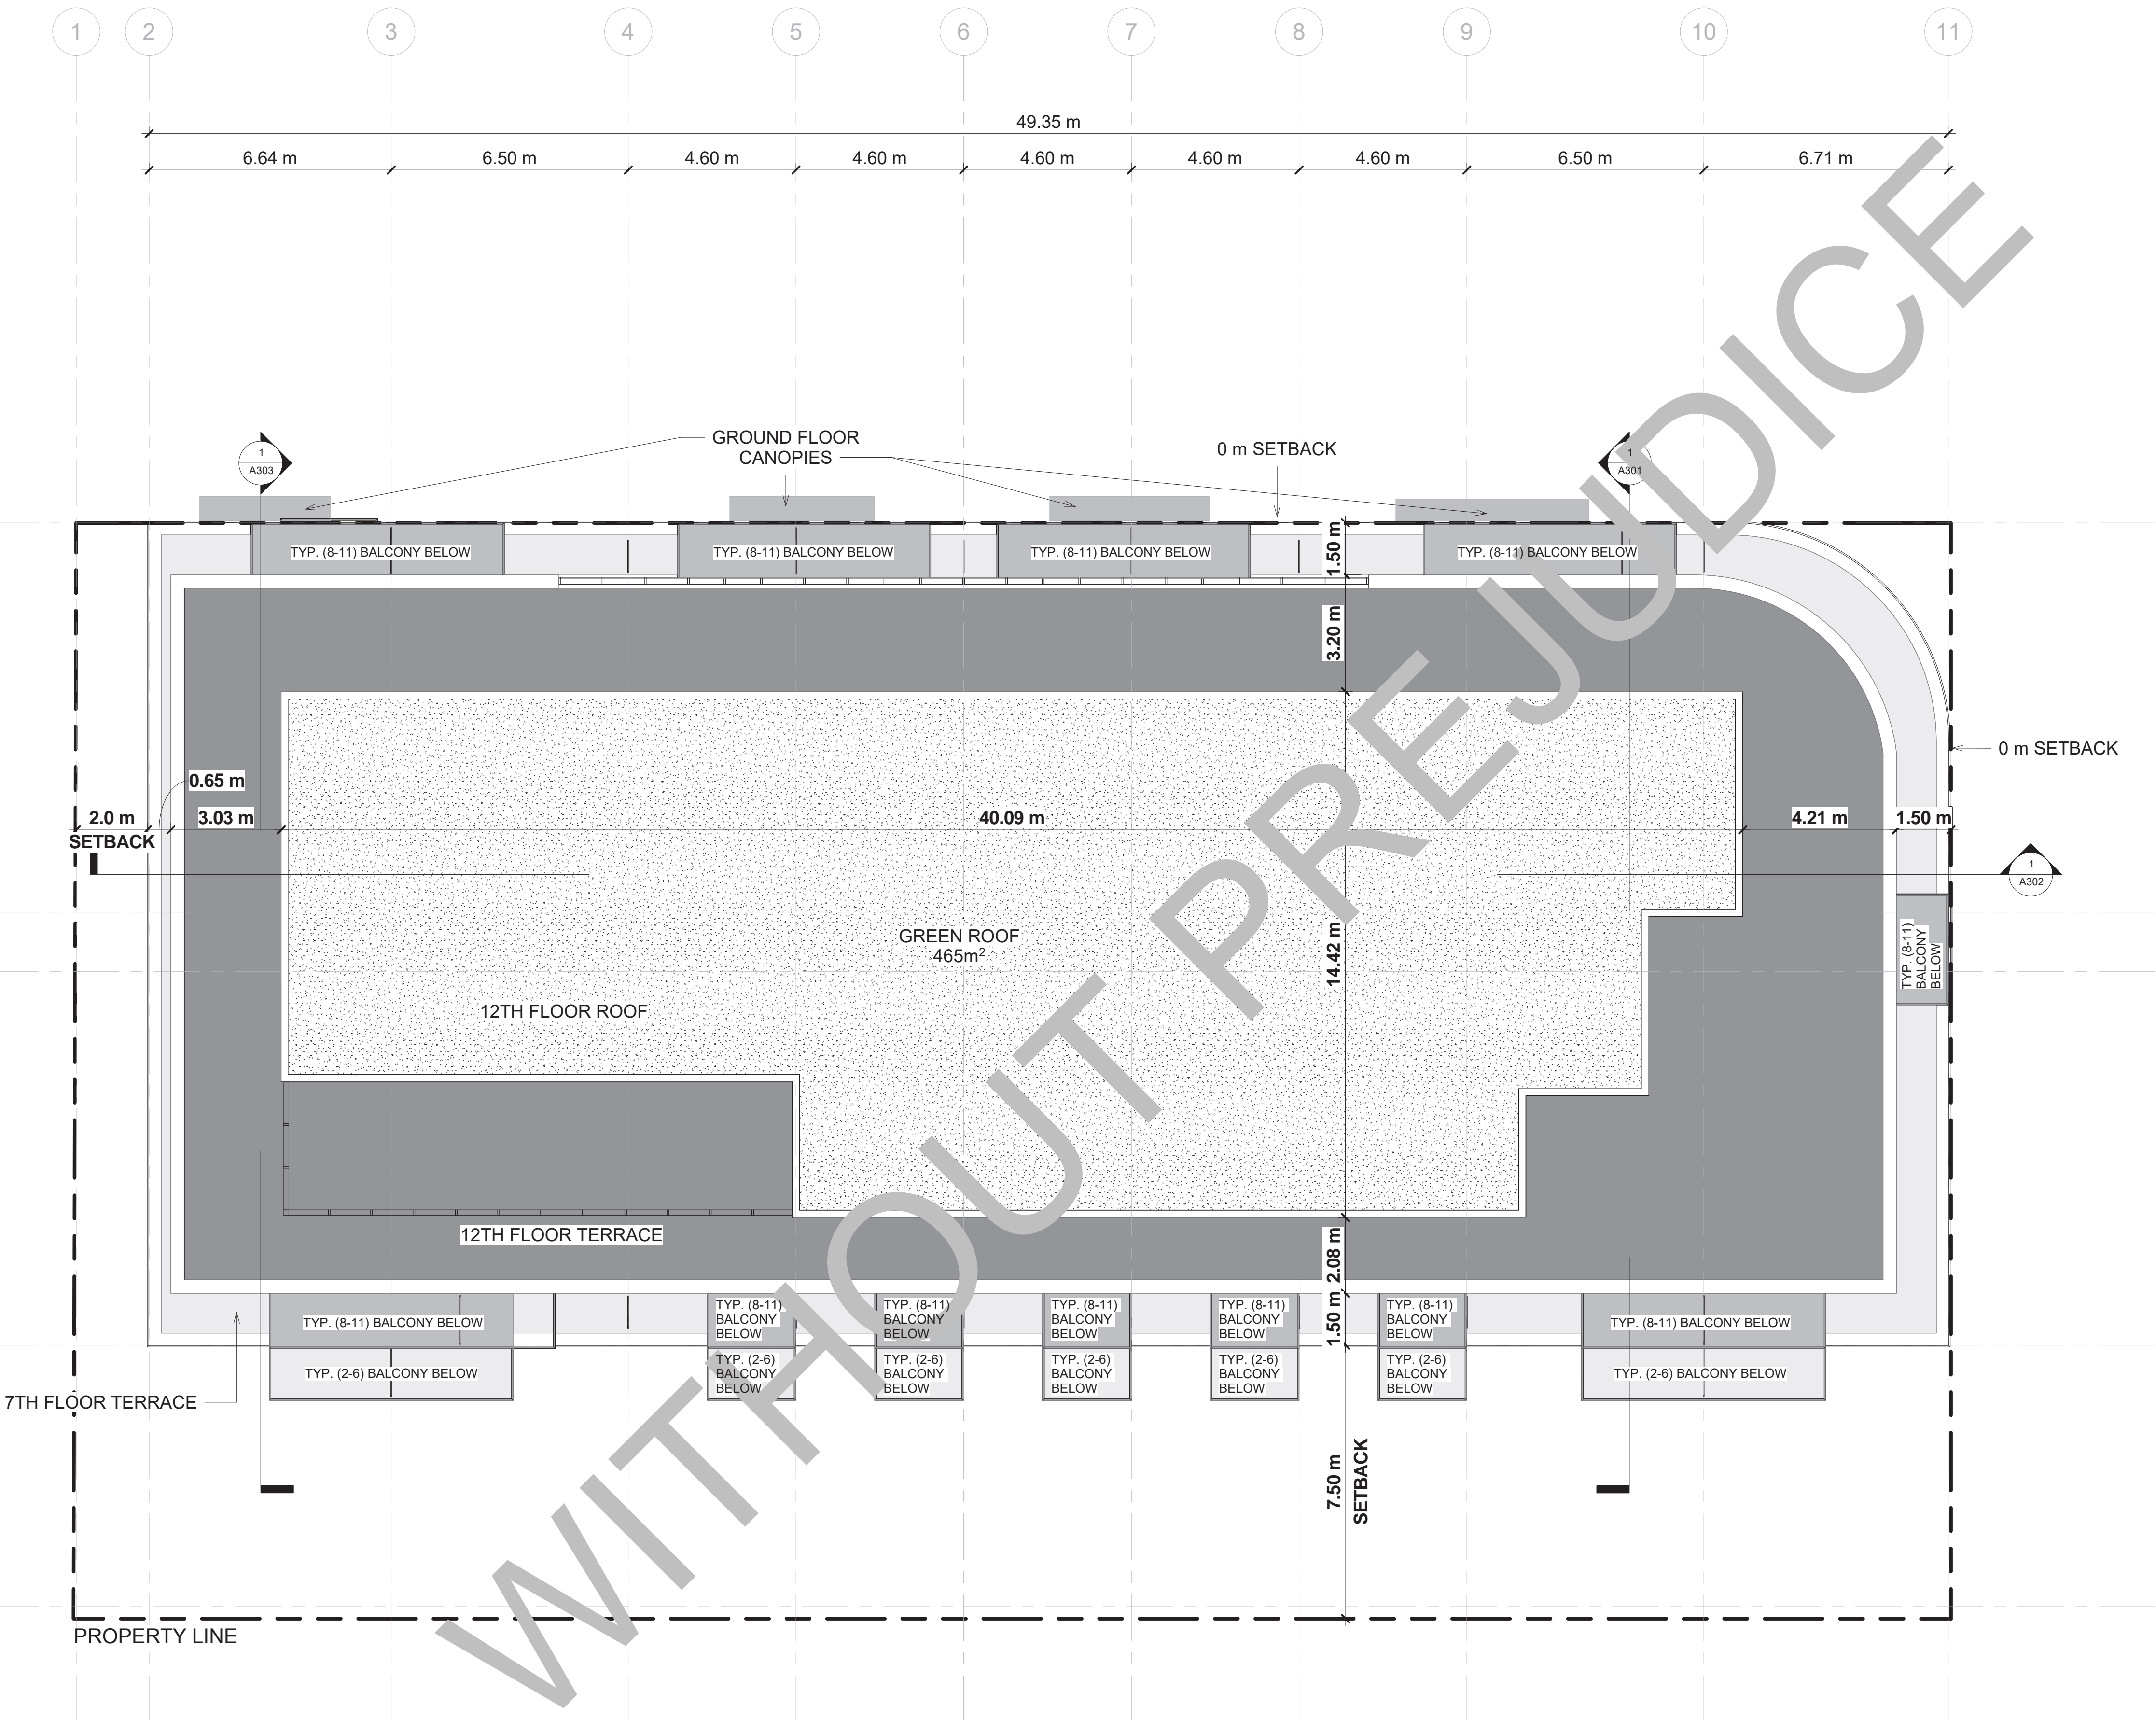 1 2 3 4 5 6 7 8 9 10 11
49.35 m
6.64 m 6.50 m 4.60 m 4.60 m 4.60 m 4.60 m 4.60 m 6.50 m 6.71 m
GROUND FLOOR
CANOPIES
0 m SETBACK
1
A303
1
A301
TYP. (8-11) BALCONY BELOW
TYP. (8-11) BALCONY BELOW
TYP. (8-11) BALCONY BELOW
TYP. (8-11) BALCONY BELOW
1.50 m
3.20 m
0 m SETBACK
0.65 m
2.0 m
SETBACK
3.03 m
40.09 m
4.21 m
1.50 m
1
A302
GREEN ROOF
465m²
14.42 m
TYP. (8-11)
BALCONY
BELOW
12TH FLOOR ROOF
12TH FLOOR TERRACE
2.08 m
1.50 m
TYP. (8-11) BALCONY BELOW
TYP. (8-11)
BALCONY
BELOW
TYP. (8-11)
BALCONY
BELOW
TYP. (8-11)
BALCONY
BELOW
TYP. (8-11)
BALCONY
BELOW
TYP. (8-11)
BALCONY
BELOW
TYP. (8-11) BALCONY BELOW
TYP. (2-6) BALCONY BELOW
TYP. (2-6)
BALCONY
BELOW
TYP. (2-6)
BALCONY
BELOW
TYP. (2-6)
BALCONY
BELOW
TYP. (2-6)
BALCONY
BELOW
TYP. (2-6)
BALCONY
BELOW
TYP. (2-6) BALCONY BELOW
7TH FLOOR TERRACE
7.50 m
SETBACK
PROPERTY LINE
WITHOUT PREJUDICE